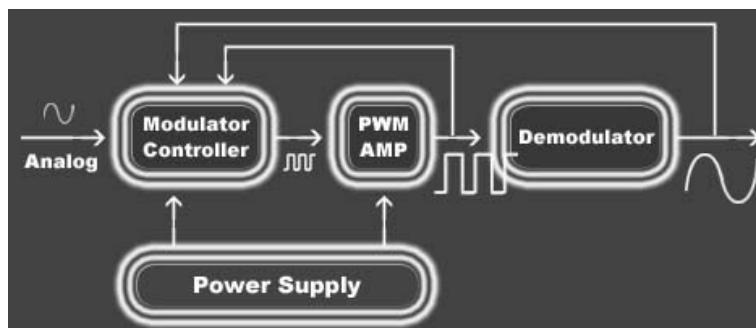 Analog
Modulator
Controller
PWM
AMP
Demodulator
Power Supply